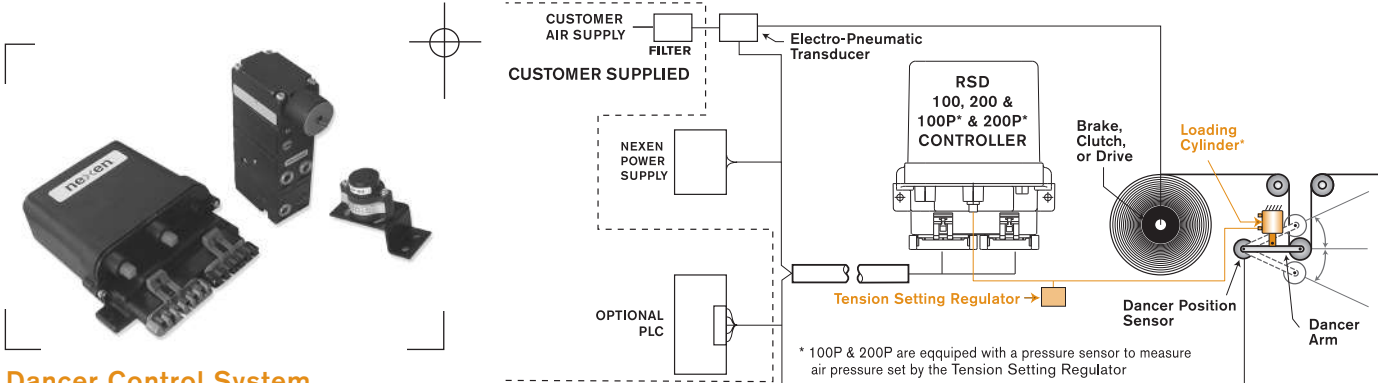 nexen
Dancer Control System
CUSTOMER
AIR SUPPLY
FILTER
Electro-Pneumatic
Transducer
CUSTOMER SUPPLIED
NEXEN
POWER
SUPPLY
OPTIONAL
PLC
RSD
100, 200 &
100P* & 200P*
CONTROLLER
Brake,
Clutch,
or Drive
Loading
Cylinder*
Tension Setting Regulator
Dancer Position
Sensor
Dancer
Arm
* 100P & 200P are eqquiped with a pressure sensor to measure
air pressure set by the Tension Setting Regulator